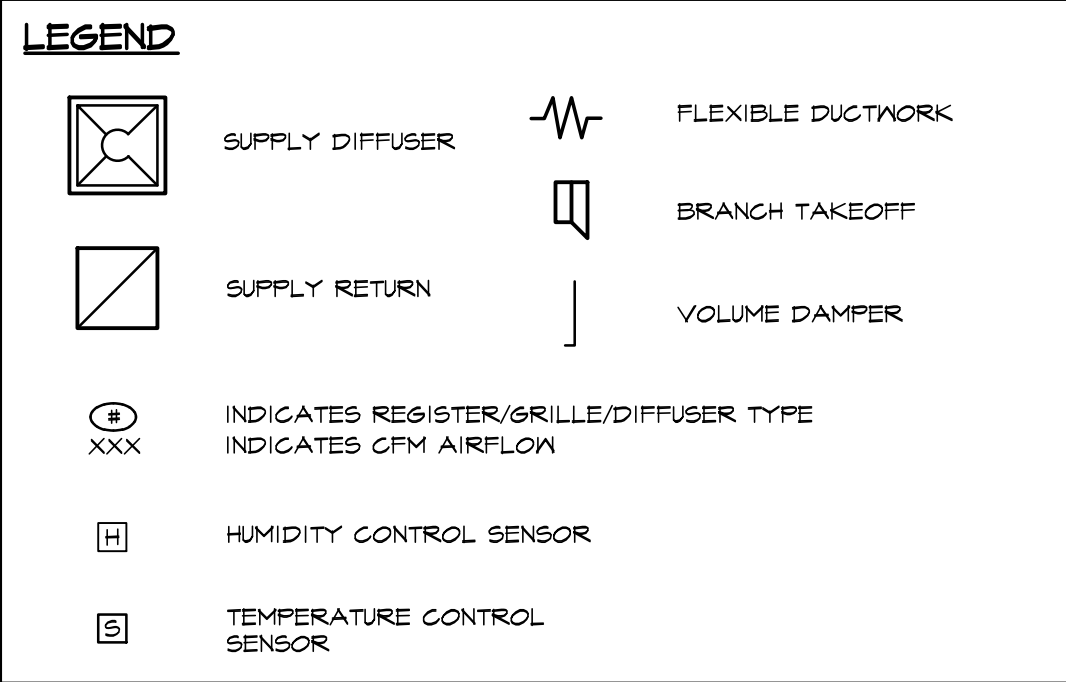 LEGEND
SUPPLY DIFFUSER
FLEXIBLE DUCTWORK
BRANCH TAKEOFF
SUPPLY RETURN
VOLUME DAMPER
# INDICATES REGISTER/GRILLE/DIFFUSER TYPE
XXX INDICATES CFM AIRFLOW
H HUMIDITY CONTROL SENSOR
S TEMPERATURE CONTROL
SENSOR